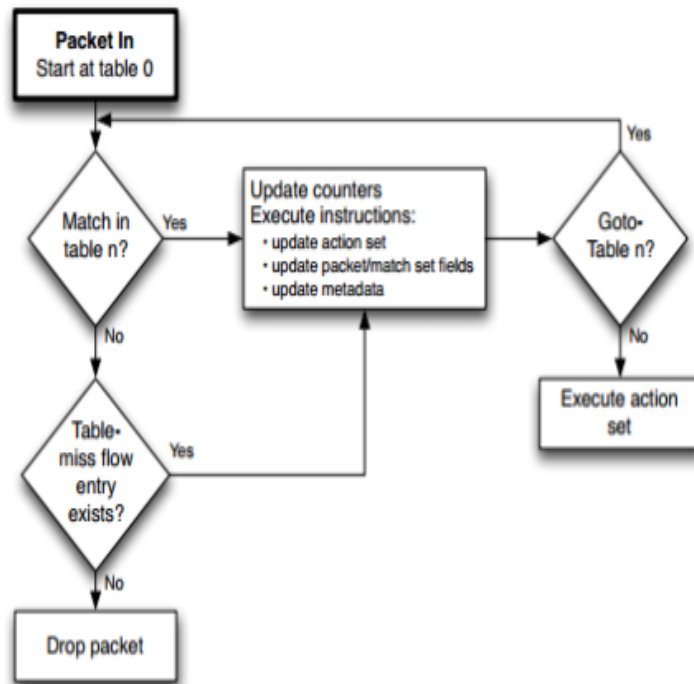 Packet In
Start at table 0
Yes
Match in
table n?
Yes
Update counters
Execute instructions:
• update action set
• update packet/match set fields
• update metadata
Goto-
Table n?
No
No
Execute action
set
Table-
miss flow
entry
exists?
Yes
No
Drop packet